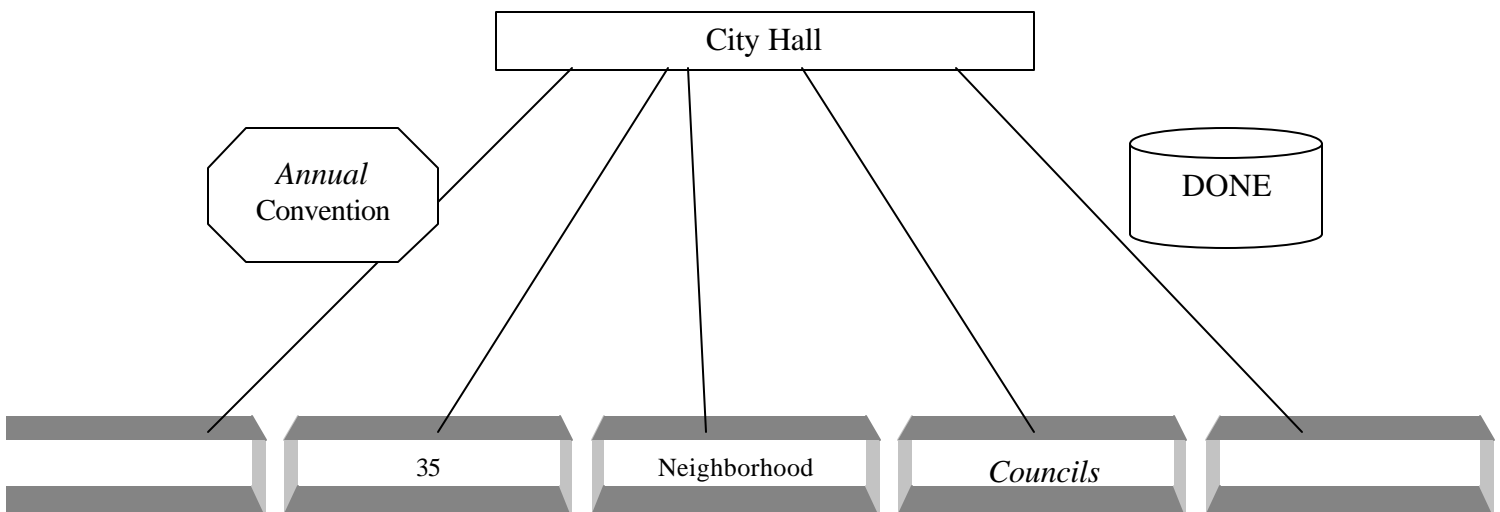 City Hall
Annual
Convention
DONE
35
Neighborhood
Councils